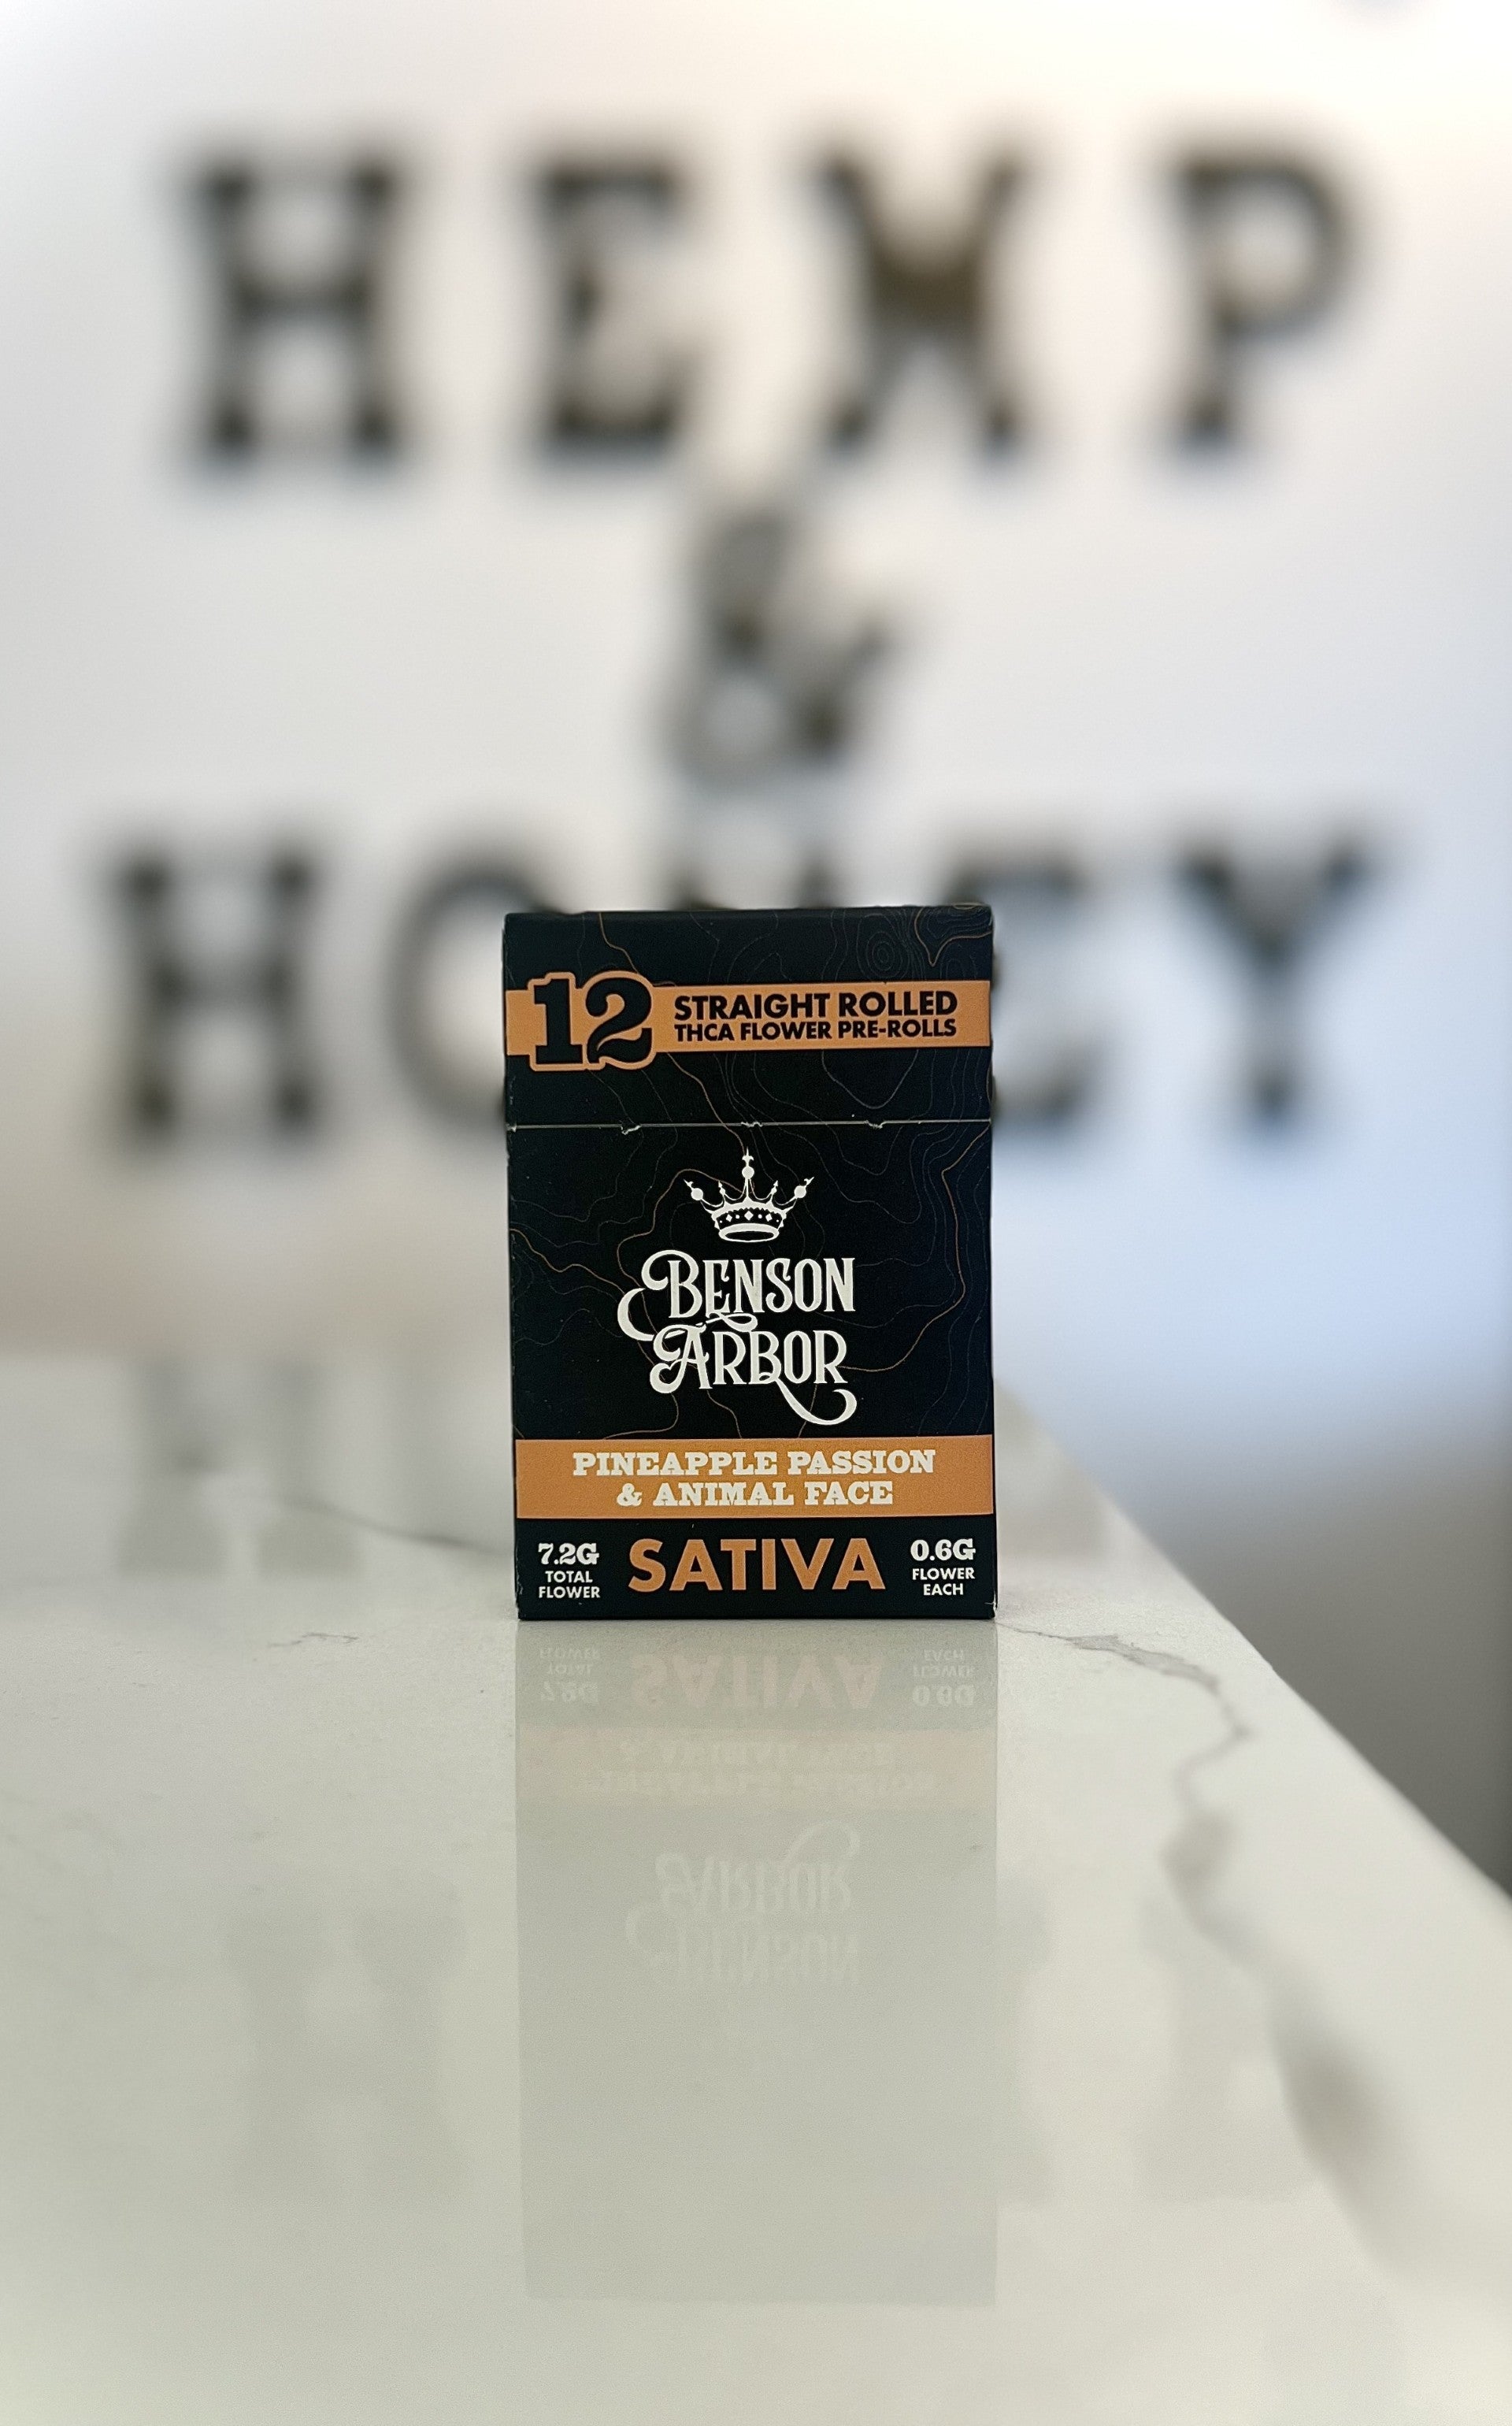 HEMP
&
HONEY
12 STRAIGHT ROLLED
THCA FLOWER PRE-ROLLS
BENSON
ARBOR
PINEAPPLE PASSION
& ANIMAL FACE
7.2G
TOTAL
FLOWER
SATIVA
0.6G
FLOWER
EACH